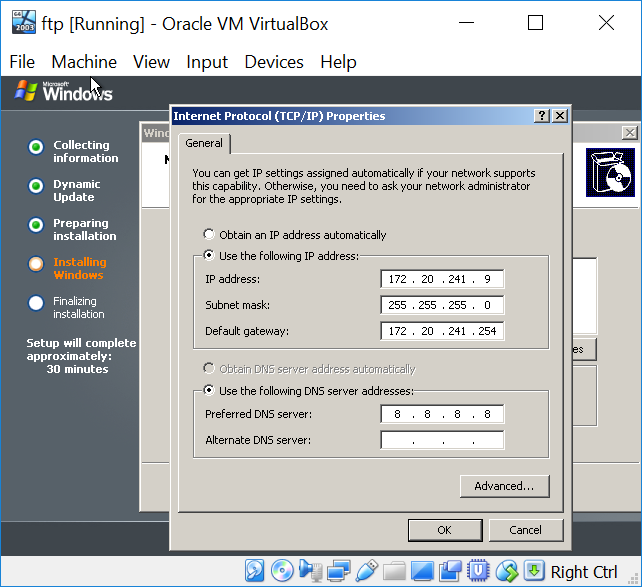 2003
ftp [Running] - Oracle VM VirtualBox
File Machine View Input Devices Help
Microsoft
Windows
Collecting
information
Dynamic
Update
Preparing
installation
Installing
Windows
Finalizing
installation
Setup will complete
approximately:
30 minutes
Internet Protocol (TCP/IP) Properties
General
You can get IP settings assigned automatically if your network supports
this capability. Otherwise, you need to ask your network administrator
for the appropriate IP settings.
Obtain an IP address automatically
Use the following IP address:
IP address: 172 . 20 . 241 . 9
Subnet mask: 255 . 255 . 255 . 0
Default gateway: 172 . 20 . 241 . 254
Obtain DNS server address automatically
Use the following DNS server addresses:
Preferred DNS server: 8 . 8 . 8 . 8
Alternate DNS server: . . .
Advanced...
OK Cancel
Right Ctrl